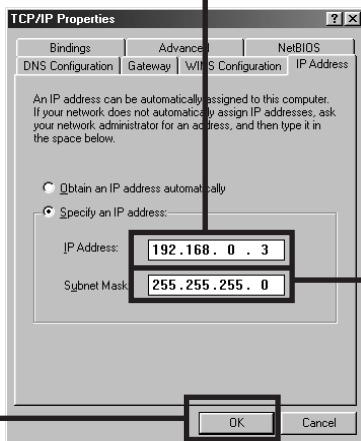 TCP/IP Properties ? ×
Bindings Advanced NetBIOS
DNS Configuration Gateway WINS Configuration IP Address
An IP address can be automatically assigned to this computer.
If your network does not automatically assign IP addresses, ask
your network administrator for an address, and then type it in
the space below.
Obtain an IP address automatically
Specify an IP address:
IP Address: 192.168. 0 . 3
Subnet Mask 255.255.255. 0
OK Cancel